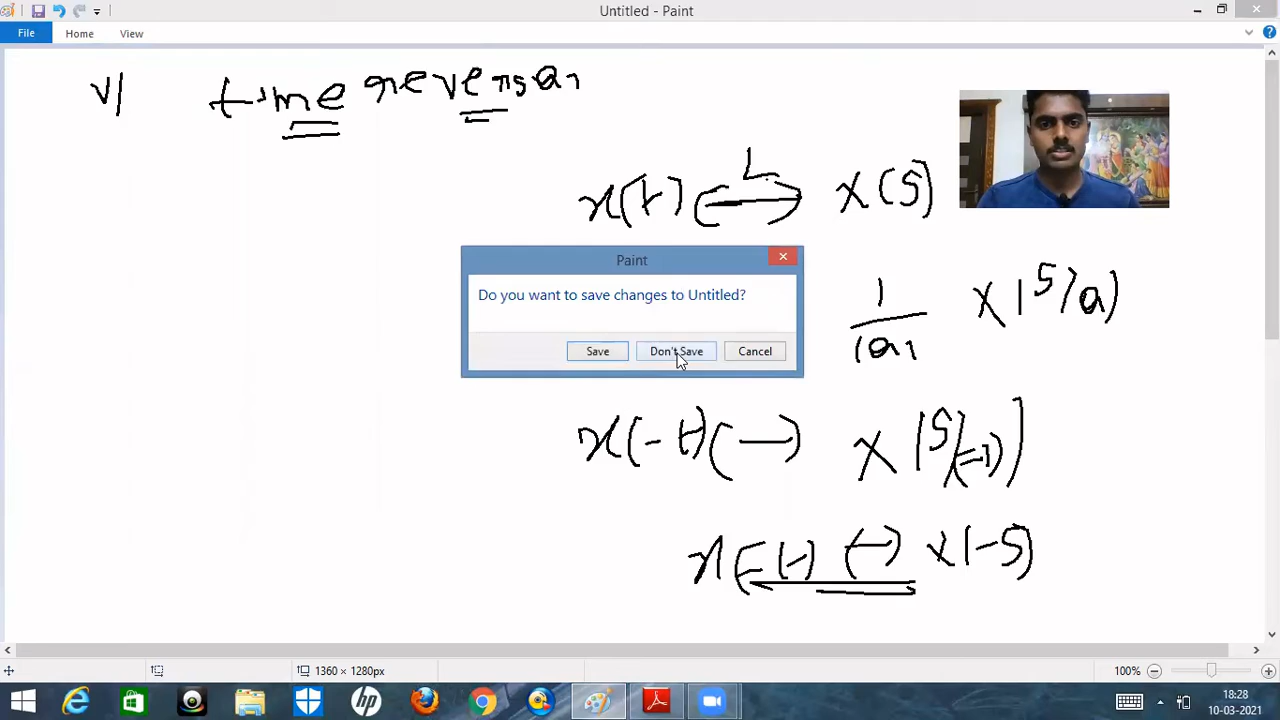 Untitled - Paint
File Home View
v) time reversal
x(t) ⟷ X(s)
L
1/|a| X(s/a)
Paint
Do you want to save changes to Untitled?
Save Don't Save Cancel
x(-t) ⟷ X(s/(-1))
x(-t) ⟷ X(-s)
1360 × 1280px 100%
18:28
10-03-2021